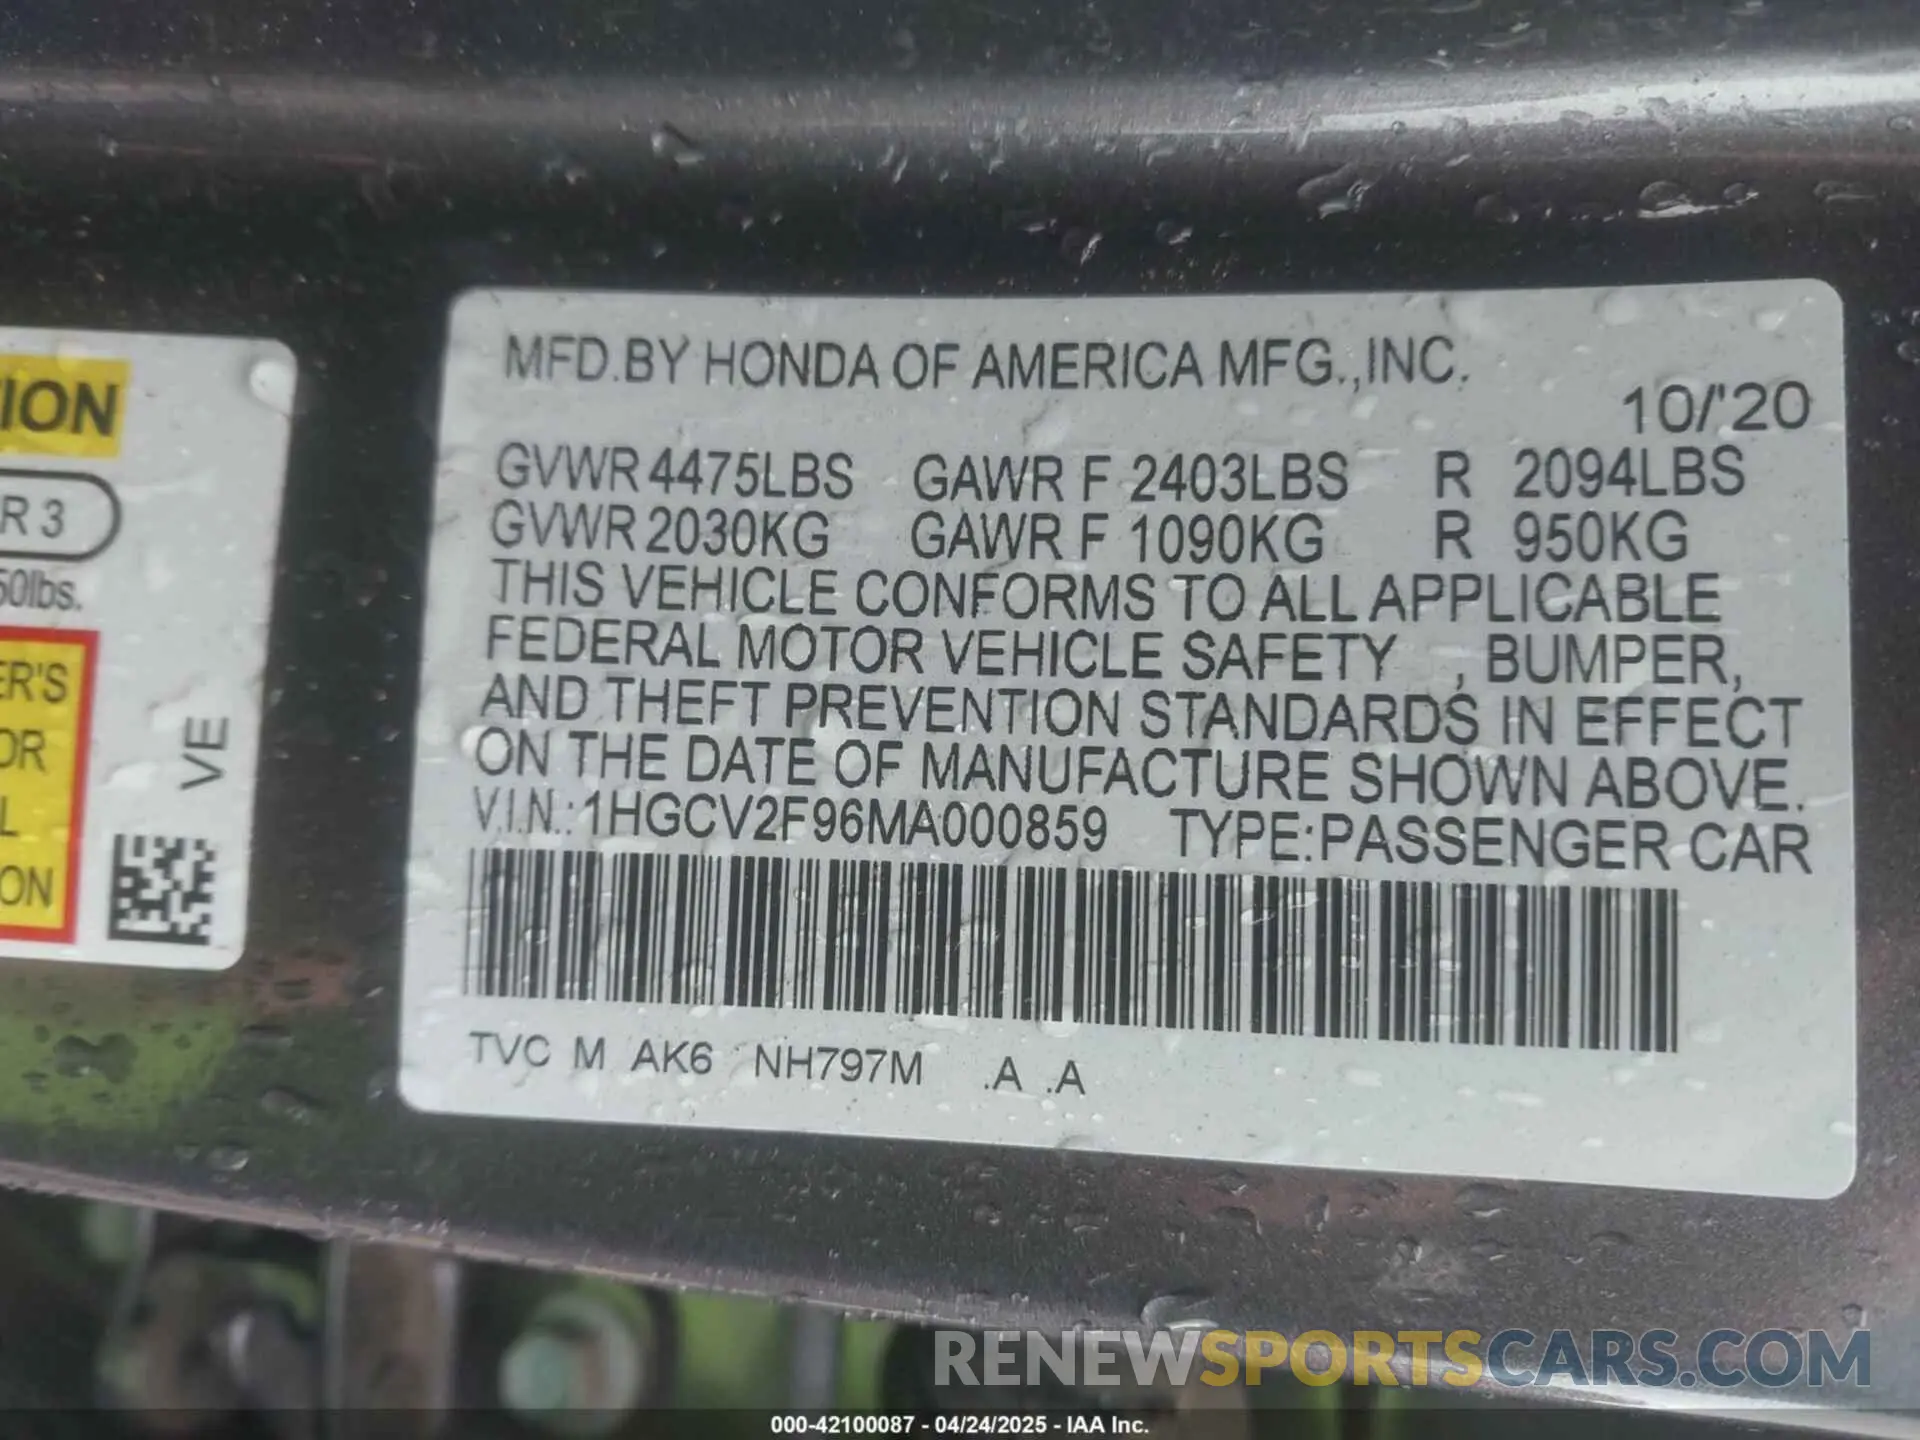 MFD.BY HONDA OF AMERICA MFG.,INC.
10/'20
GVWR 4475LBS GAWR F 2403LBS R 2094LBS
GVWR 2030KG GAWR F 1090KG R 950KG
THIS VEHICLE CONFORMS TO ALL APPLICABLE
FEDERAL MOTOR VEHICLE SAFETY , BUMPER,
AND THEFT PREVENTION STANDARDS IN EFFECT
ON THE DATE OF MANUFACTURE SHOWN ABOVE.
V.I.N.:1HGCV2F96MA000859 TYPE:PASSENGER CAR
TVC M AK6 NH797M .A .A
ION
R 3
50lbs.
ER'S
OR
L
ON
VE
RENEWSPORTSCARS.COM
000-42100087 - 04/24/2025 - IAA Inc.